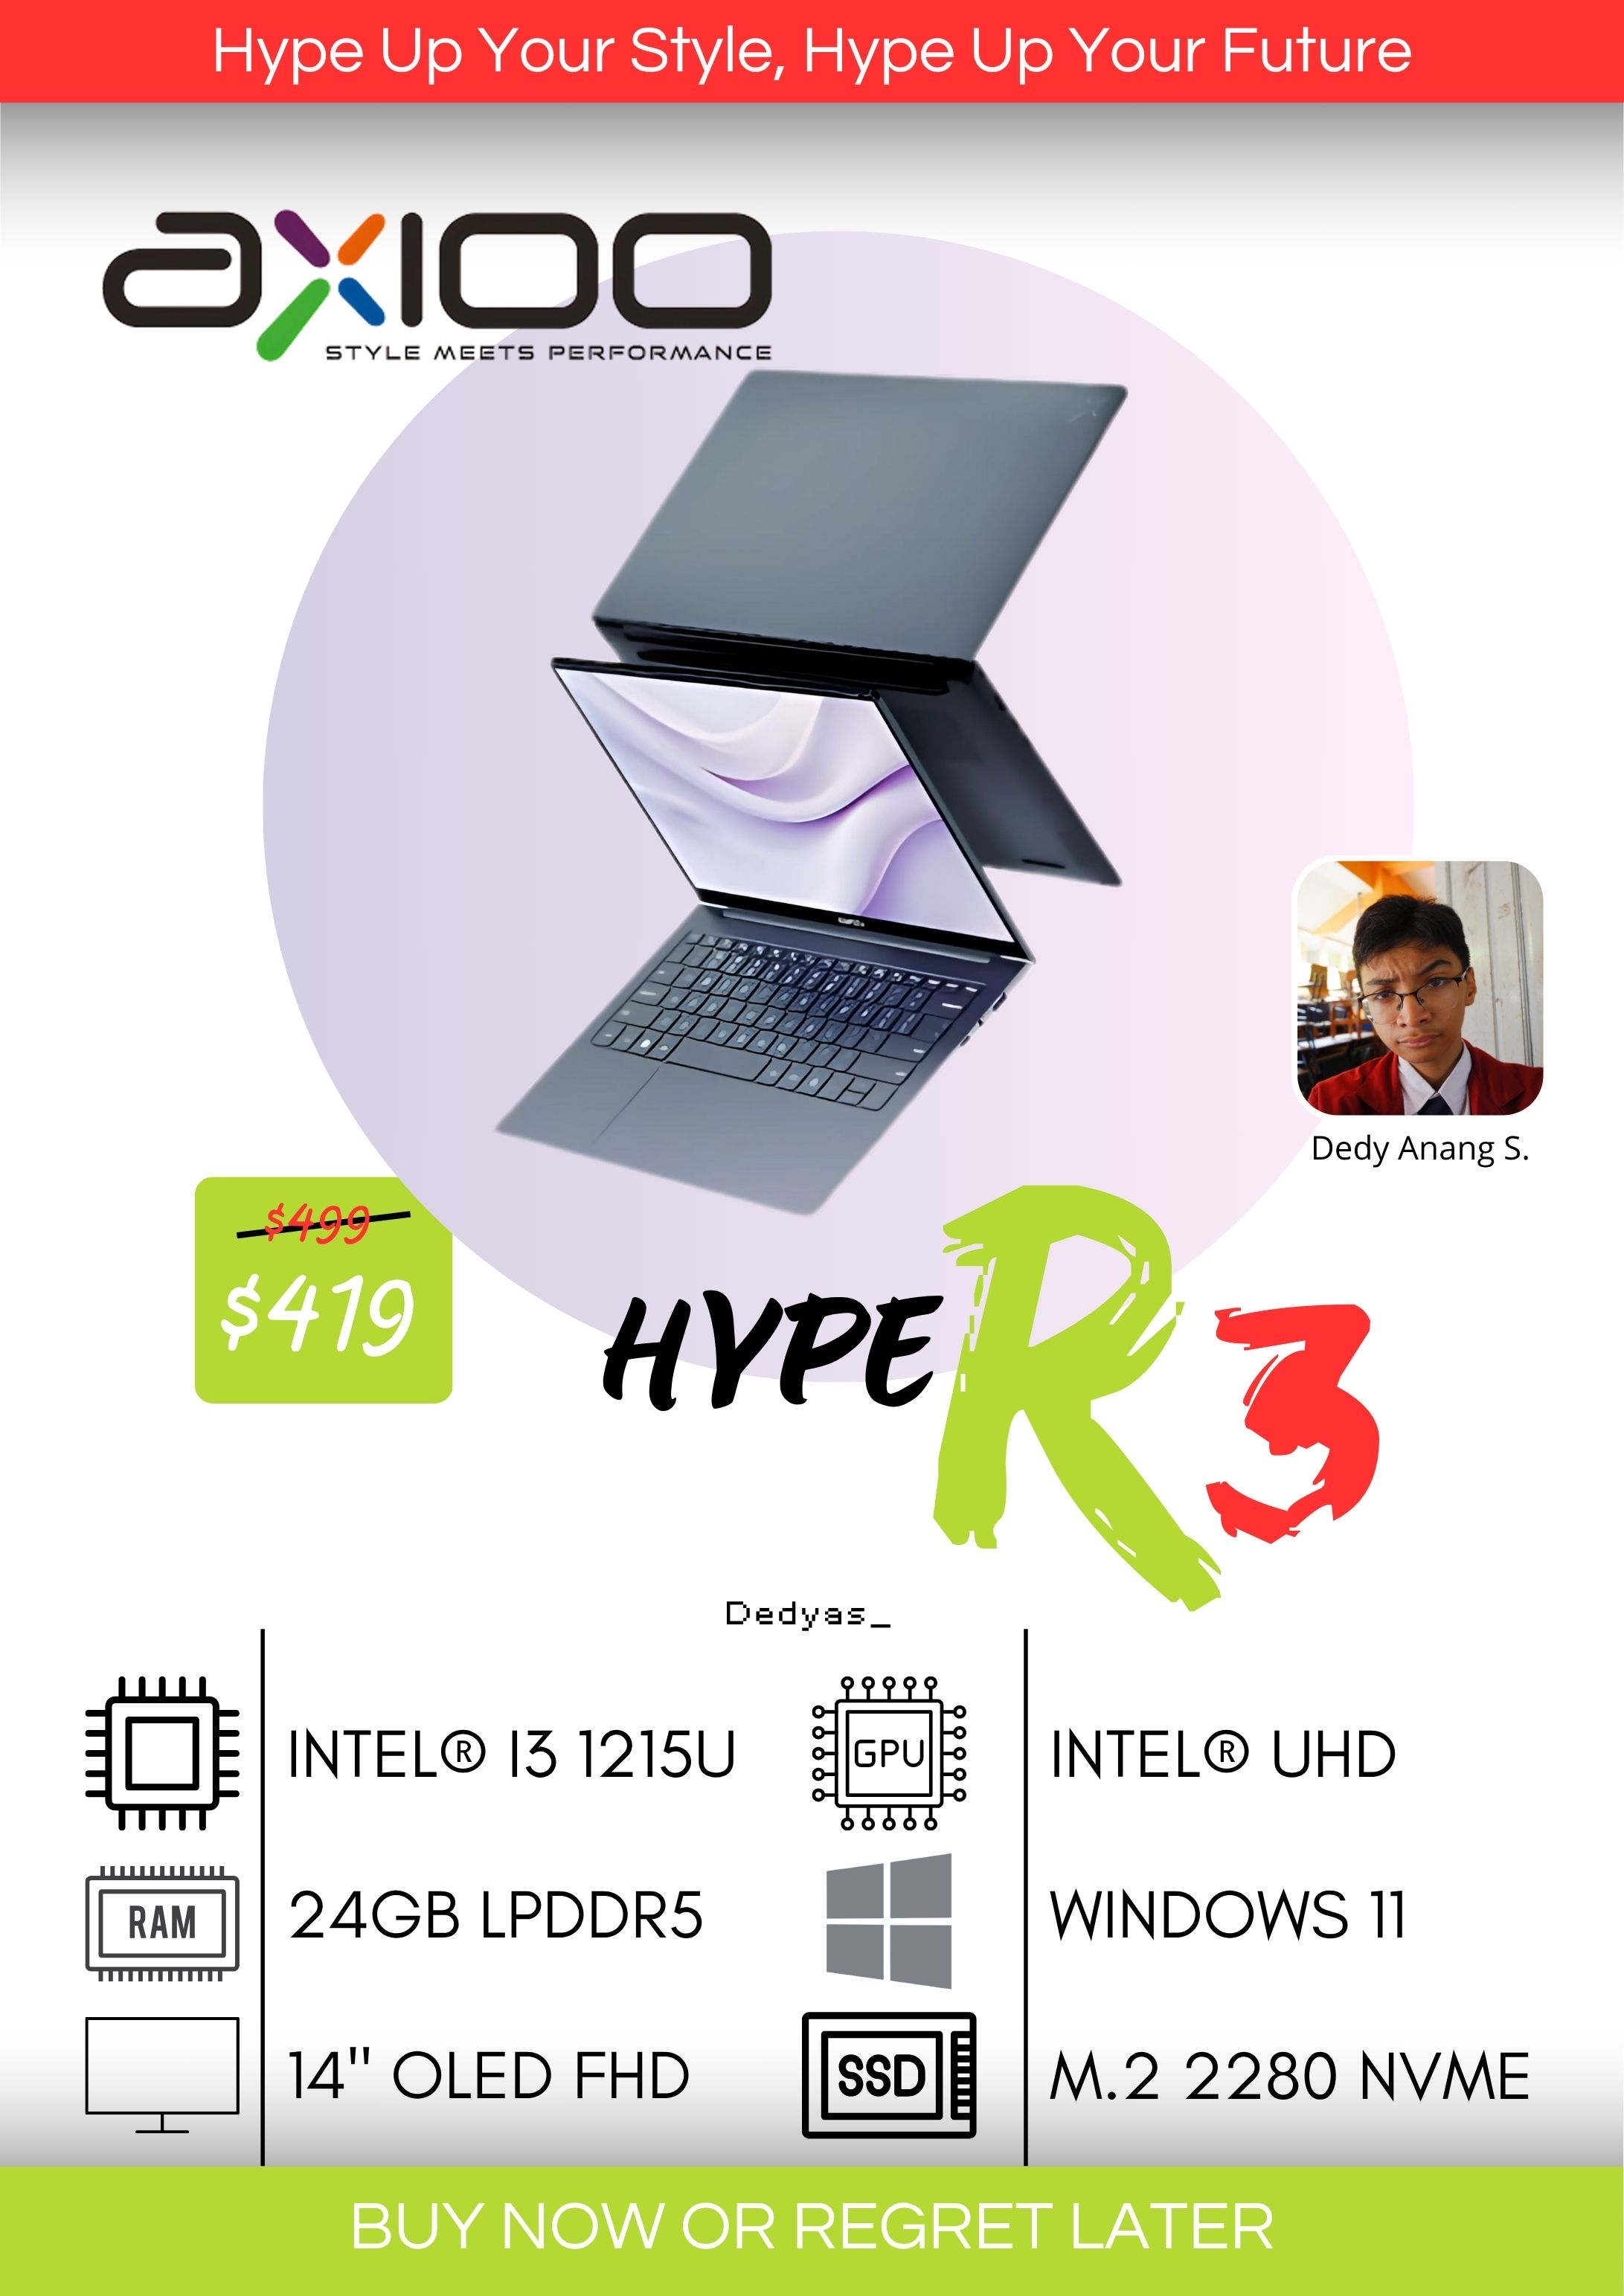 Hype Up Your Style, Hype Up Your Future
axioo
STYLE MEETS PERFORMANCE
Dedy Anang S.
$499
$419
HYPE R 3
Dedyas_
INTEL® I3 1215U
GPU
INTEL® UHD
RAM
24GB LPDDR5
WINDOWS 11
14" OLED FHD
SSD
M.2 2280 NVME
BUY NOW OR REGRET LATER